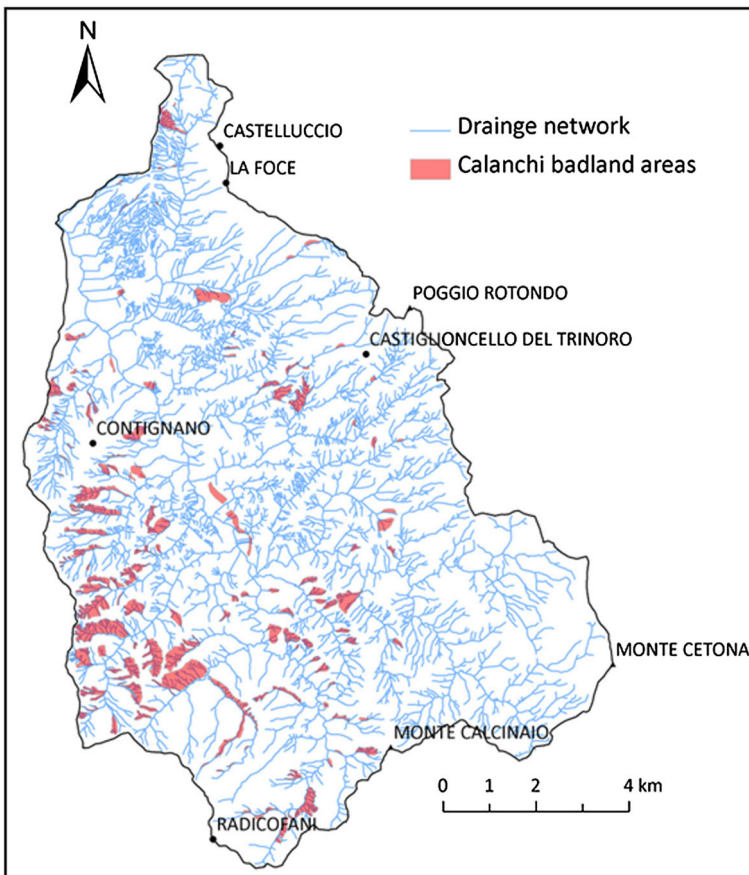 N
CASTELLUCCIO
LA FOCE
Drainge network
Calanchi badland areas
POGGIO ROTONDO
CASTIGLIONCELLO DEL TRINORO
CONTIGNANO
MONTE CETONA
MONTE CALCINAIO
0 1 2 4 km
RADICOFANI